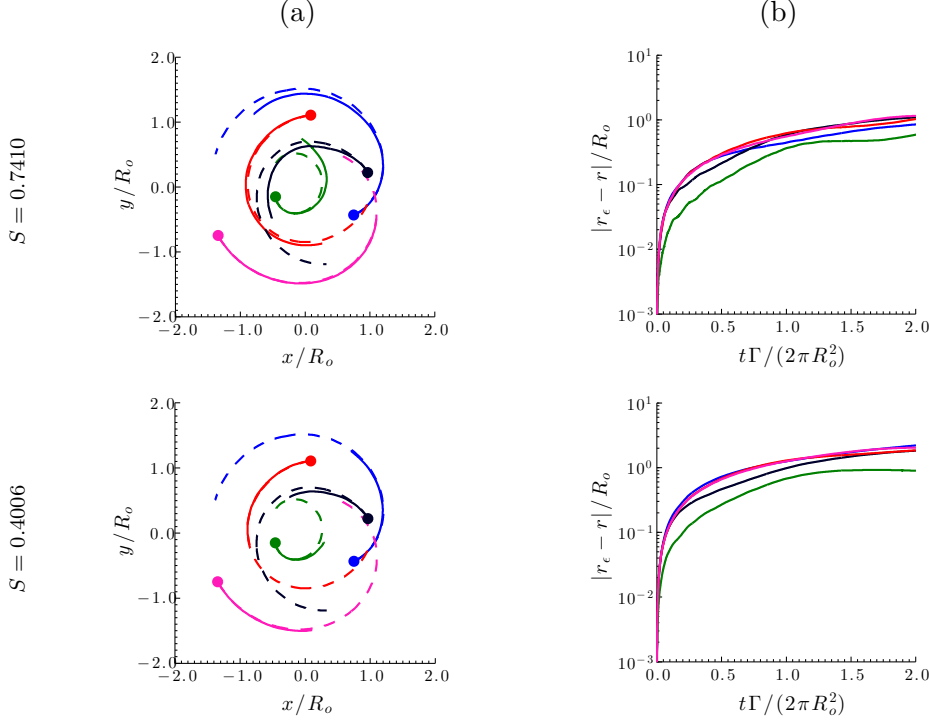 (a)
(b)
S = 0.7410
2.0
1.0
0.0
−1.0
−2.0
y/R_o
−2.0 −1.0 0.0 1.0 2.0
x/R_o
10^1
10^0
10^{-1}
10^{-2}
10^{-3}
|r_ϵ − r|/R_o
0.0 0.5 1.0 1.5 2.0
tΓ/(2πR_o^2)
S = 0.4006
2.0
1.0
0.0
−1.0
−2.0
y/R_o
−2.0 −1.0 0.0 1.0 2.0
x/R_o
10^1
10^0
10^{-1}
10^{-2}
10^{-3}
|r_ϵ − r|/R_o
0.0 0.5 1.0 1.5 2.0
tΓ/(2πR_o^2)